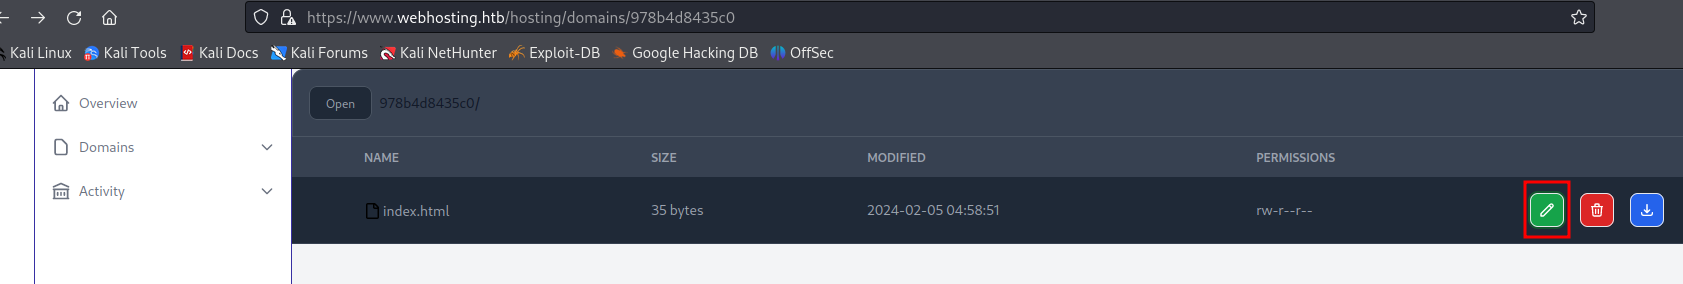 https://www.webhosting.htb/hosting/domains/978b4d8435c0
Kali Linux Kali Tools Kali Docs Kali Forums Kali NetHunter Exploit-DB Google Hacking DB OffSec
Overview
Domains
Activity
Open 978b4d8435c0/
NAME SIZE MODIFIED PERMISSIONS
index.html 35 bytes 2024-02-05 04:58:51 rw-r--r--